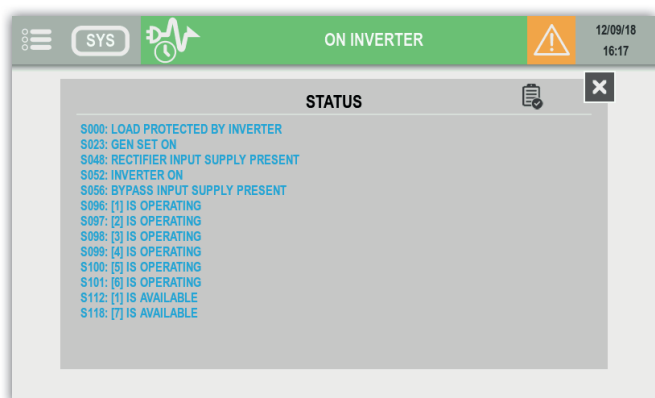 SYS
ON INVERTER
12/09/18
16:17
STATUS
S000: LOAD PROTECTED BY INVERTER
S023: GEN SET ON
S048: RECTIFIER INPUT SUPPLY PRESENT
S052: INVERTER ON
S056: BYPASS INPUT SUPPLY PRESENT
S096: [1] IS OPERATING
S097: [2] IS OPERATING
S098: [3] IS OPERATING
S099: [4] IS OPERATING
S100: [5] IS OPERATING
S101: [6] IS OPERATING
S112: [1] IS AVAILABLE
S118: [7] IS AVAILABLE